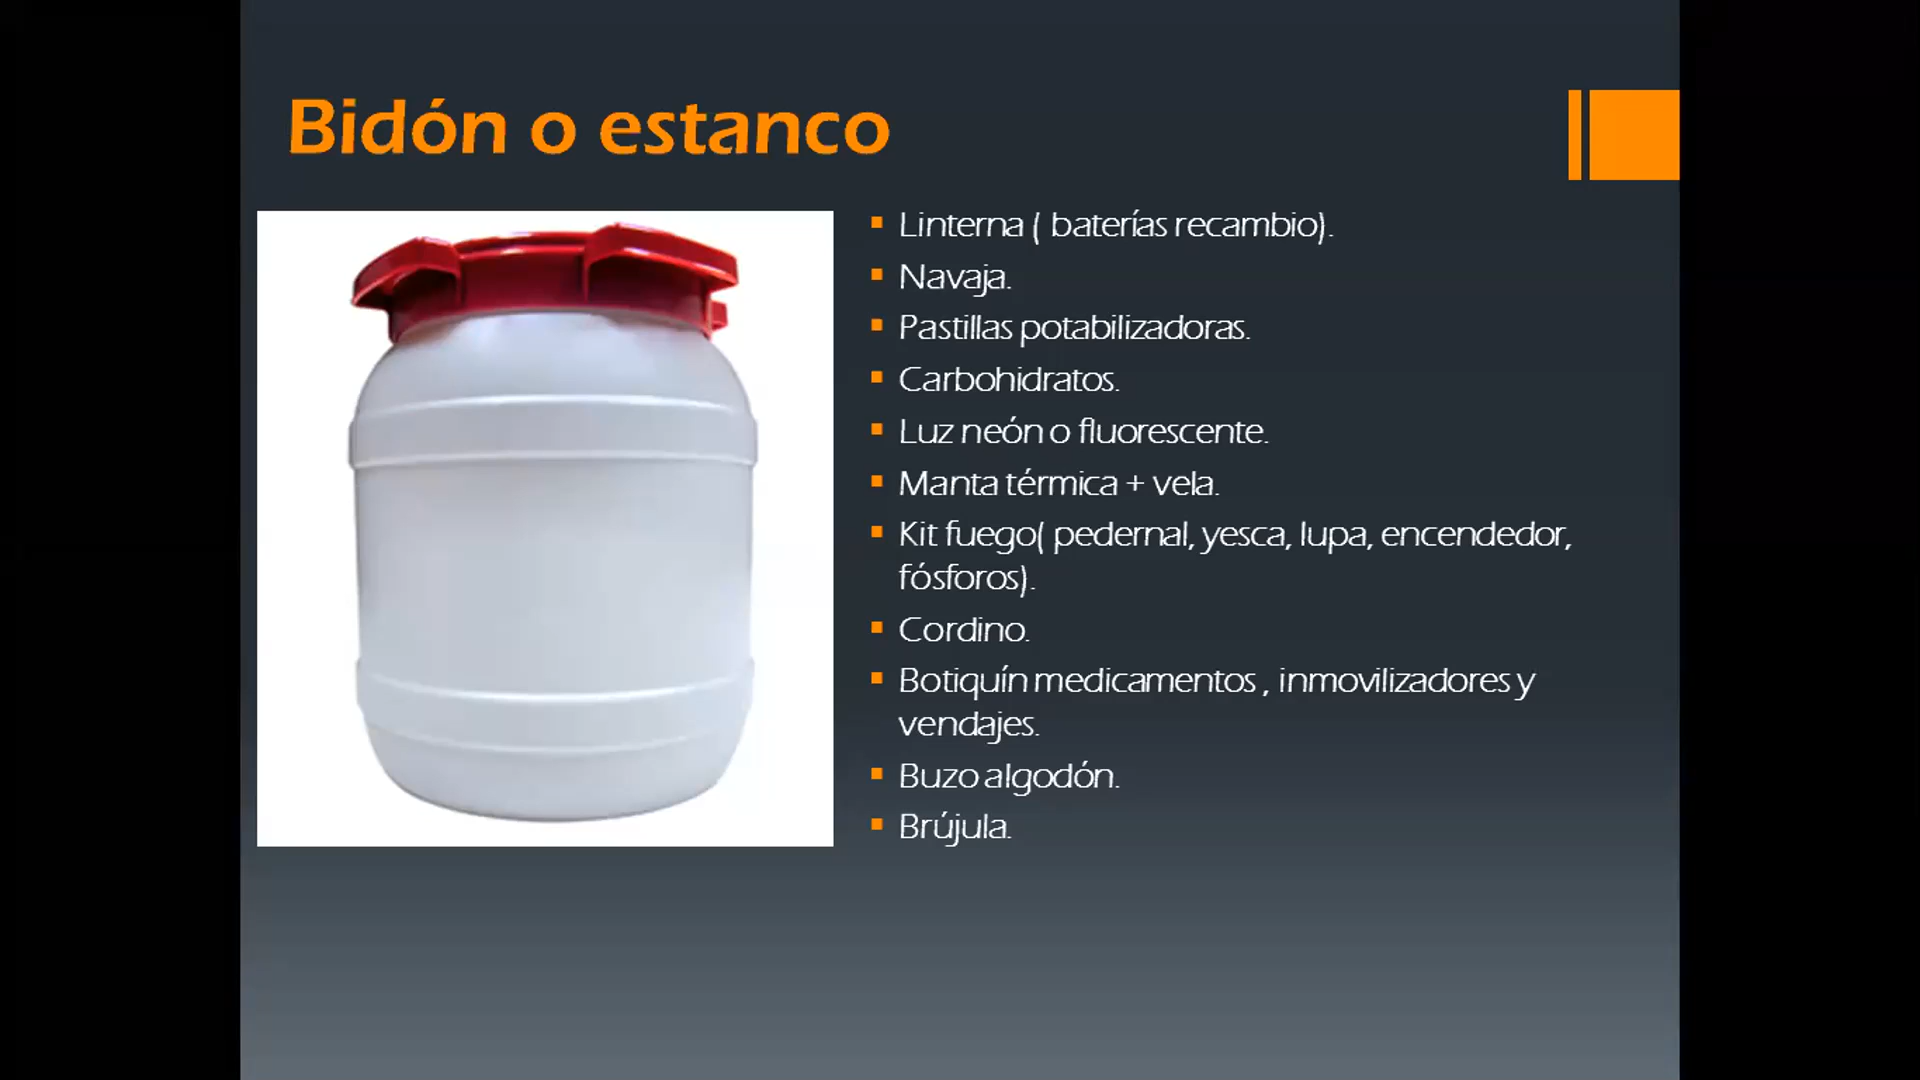 Bidón o estanco
Linterna ( baterías recambio).
Navaja.
Pastillas potabilizadoras.
Carbohidratos.
Luz neón o fluorescente.
Manta térmica + vela.
Kit fuego( pedernal, yesca, lupa, encendedor,
fósforos).
Cordino.
Botiquín medicamentos , inmovilizadores y
vendajes.
Buzo algodón.
Brújula.